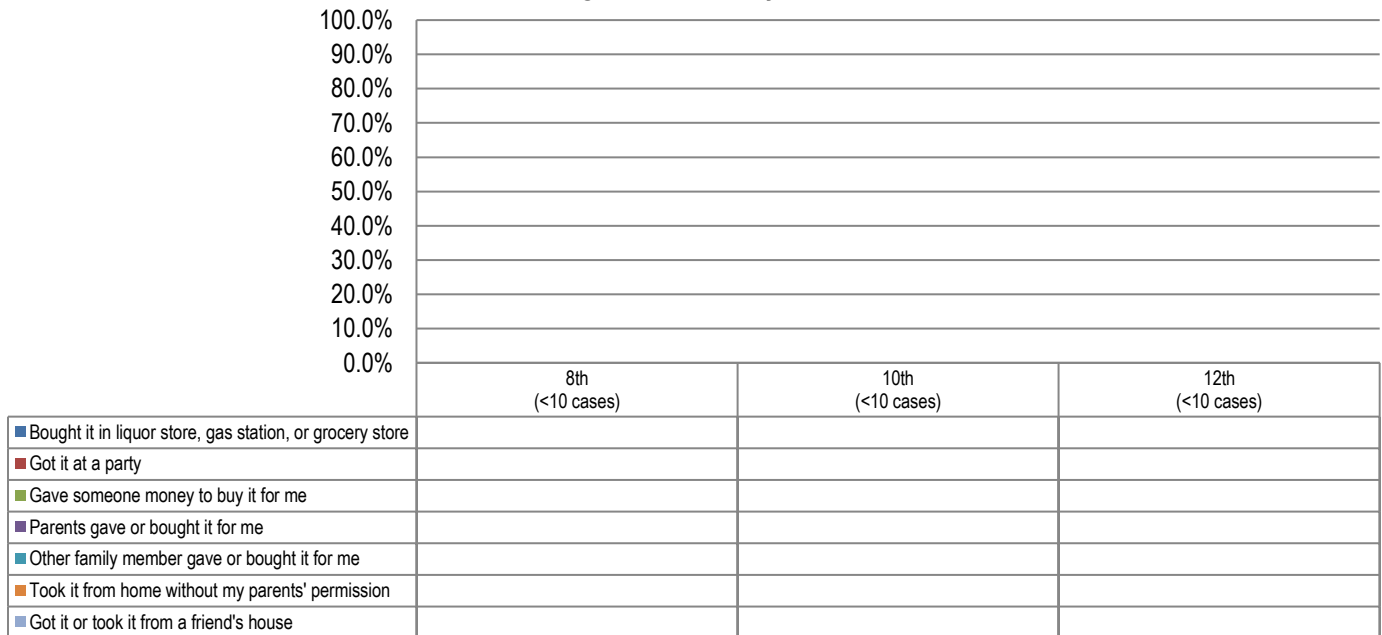 100.0%
90.0%
80.0%
70.0%
60.0%
50.0%
40.0%
30.0%
20.0%
10.0%
0.0%
8th
(<10 cases)
10th
(<10 cases)
12th
(<10 cases)
Bought it in liquor store, gas station, or grocery store
Got it at a party
Gave someone money to buy it for me
Parents gave or bought it for me
Other family member gave or bought it for me
Took it from home without my parents' permission
Got it or took it from a friend's house